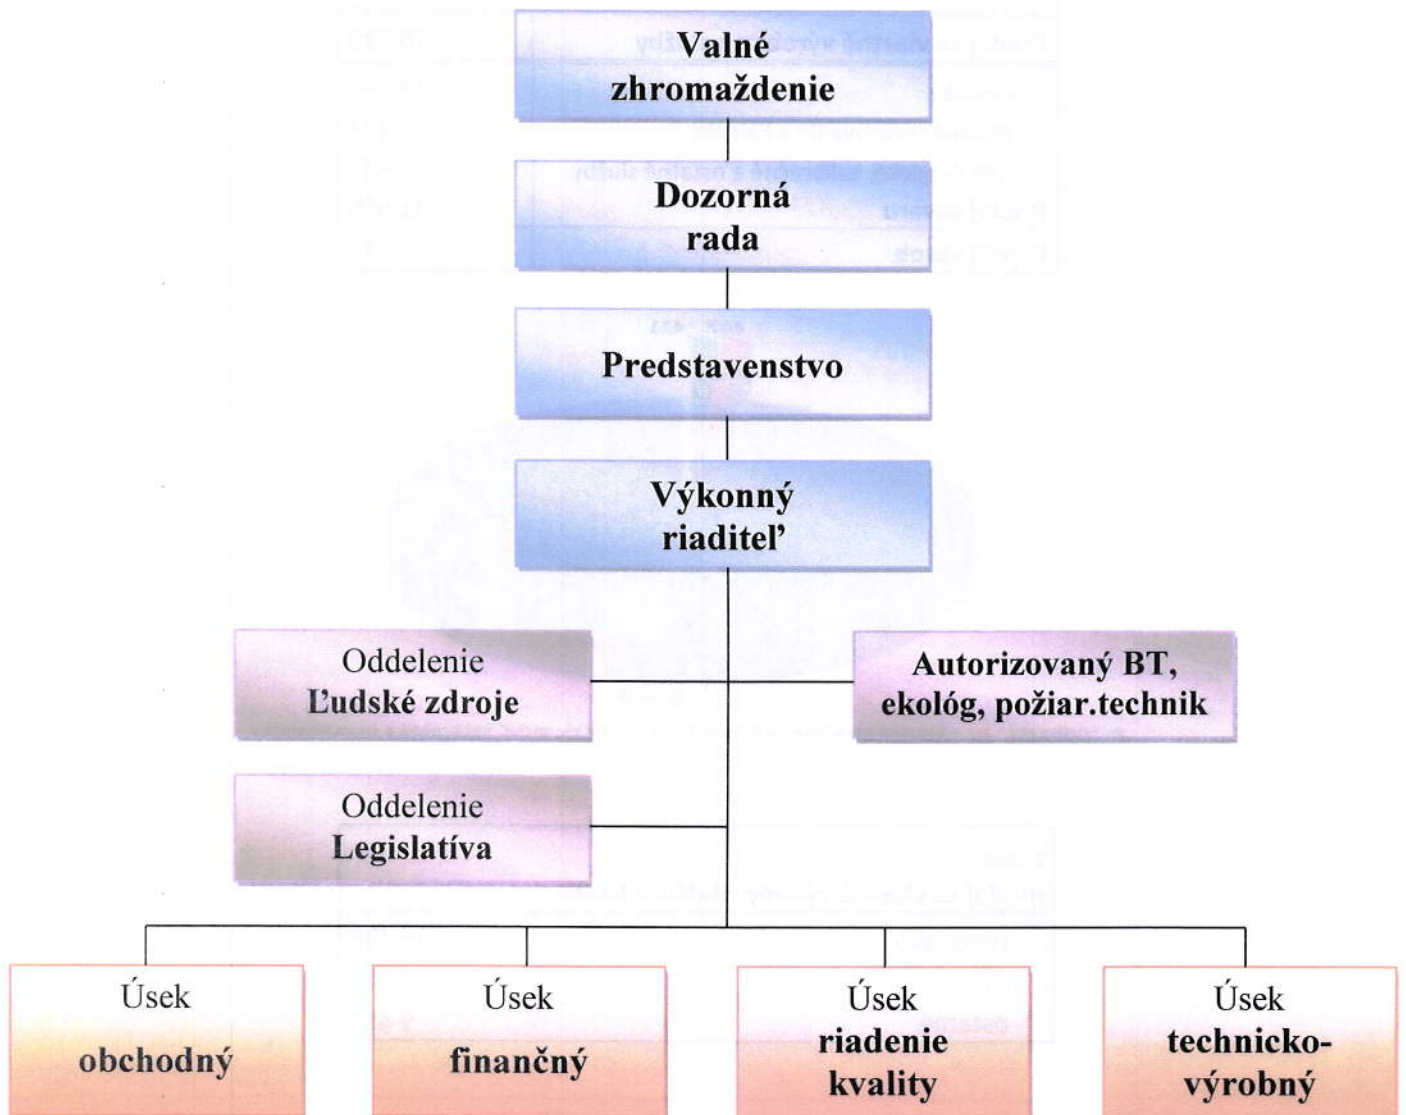 Valné
zhromaždenie
Dozorná
rada
Predstavenstvo
Výkonný
riaditeľ
Oddelenie
Ľudské zdroje
Autorizovaný BT,
ekológ, požiar.technik
Oddelenie
Legislatíva
Úsek
obchodný
Úsek
finančný
Úsek
riadenie
kvality
Úsek
technicko-
výrobný